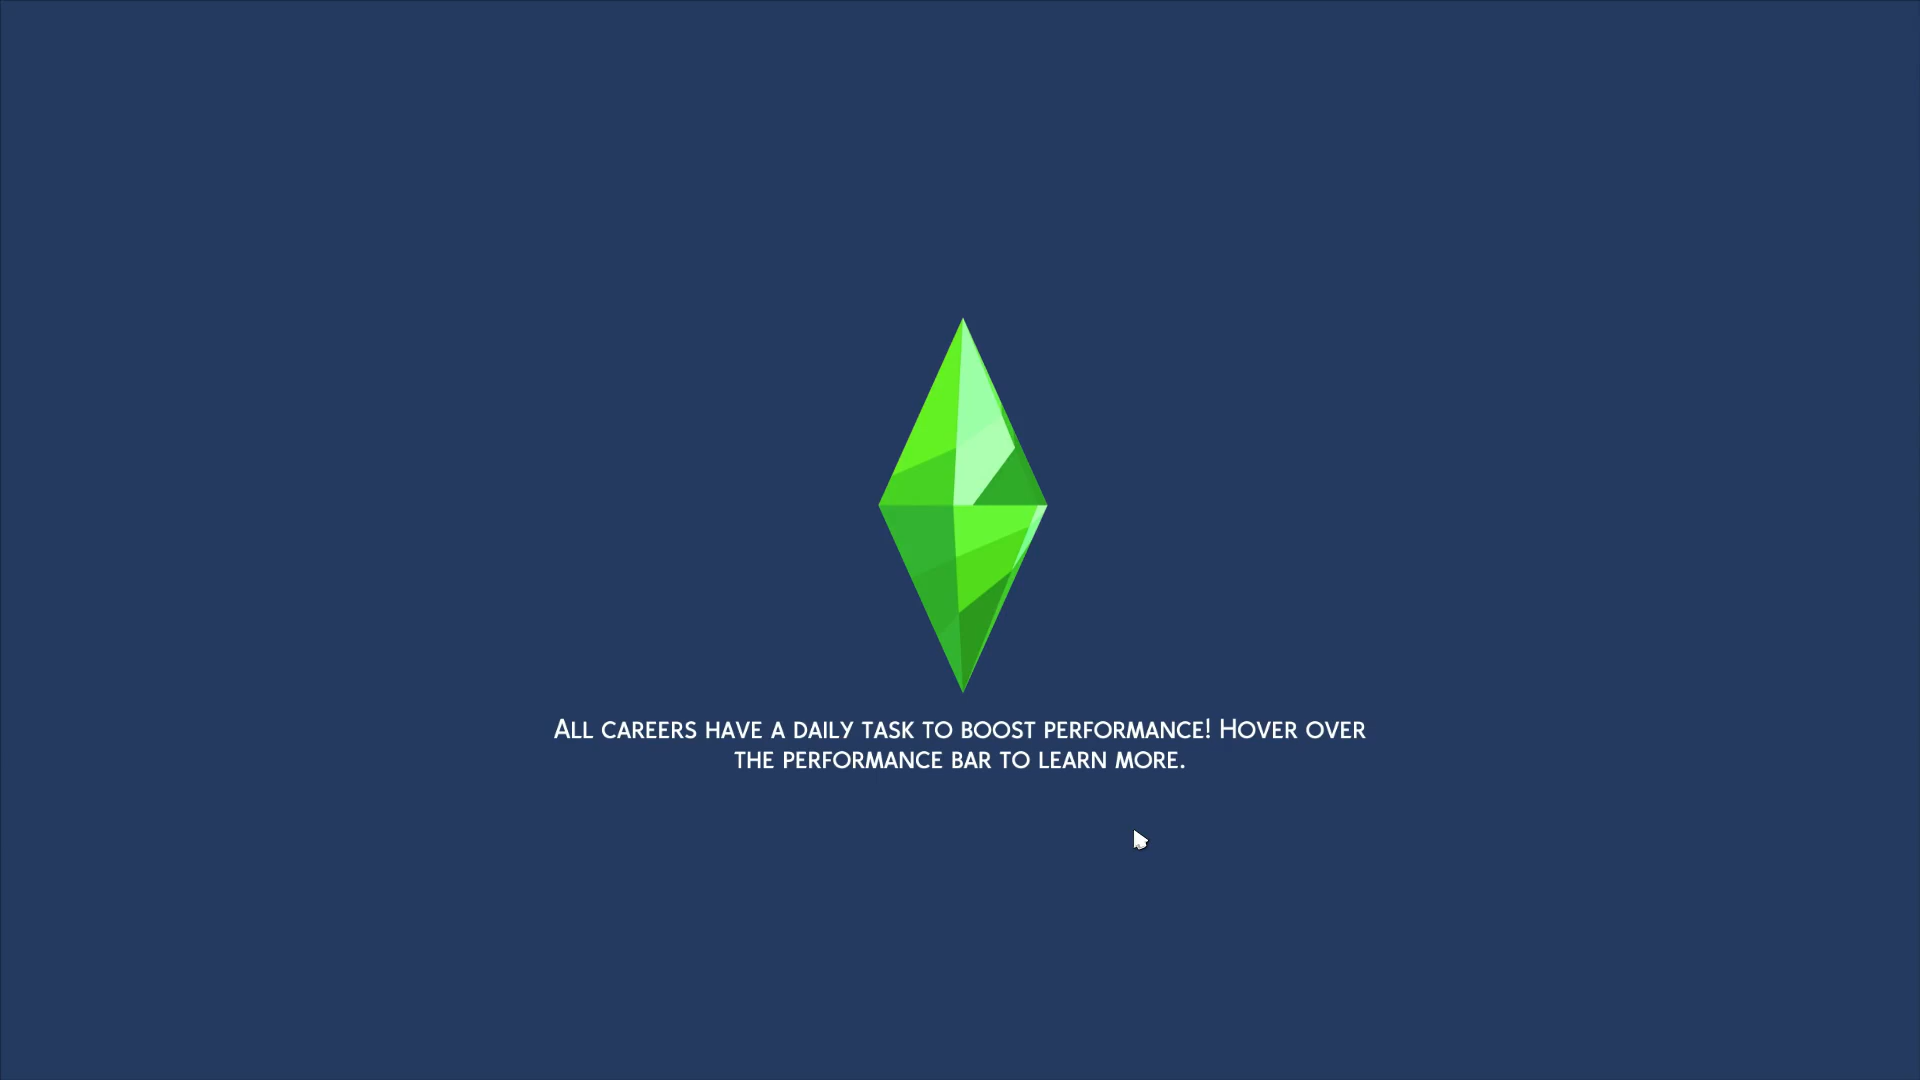 All careers have a daily task to boost performance! Hover over
the performance bar to learn more.